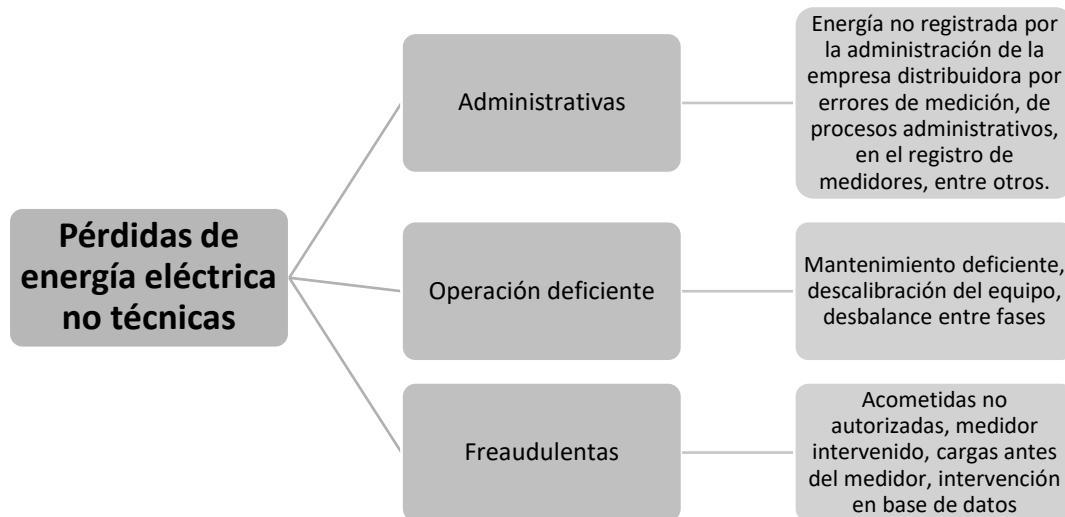 Pérdidas de
energía eléctrica
no técnicas
Administrativas
Energía no registrada por
la administración de la
empresa distribuidora por
errores de medición, de
procesos administrativos,
en el registro de
medidores, entre otros.
Operación deficiente
Mantenimiento deficiente,
descalibración del equipo,
desbalance entre fases
Freaudulentas
Acometidas no
autorizadas, medidor
intervenido, cargas antes
del medidor, intervención
en base de datos